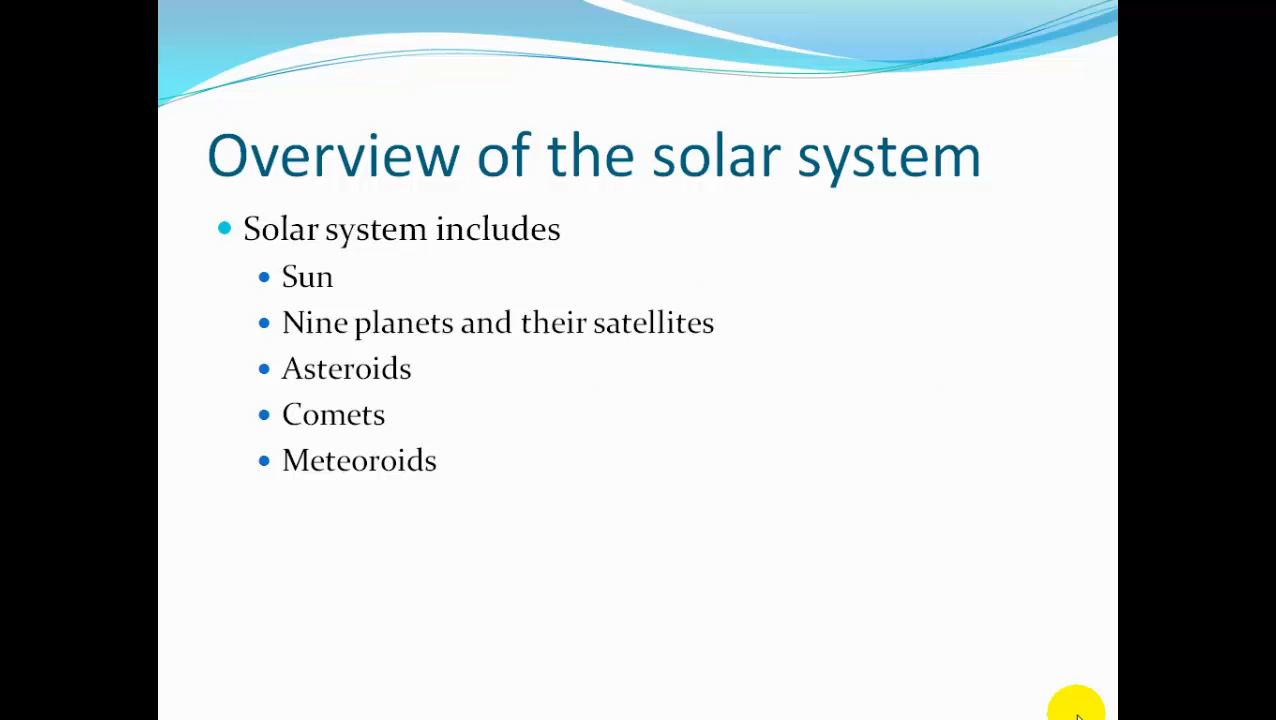 Overview of the solar system
Solar system includes
Sun
Nine planets and their satellites
Asteroids
Comets
Meteoroids